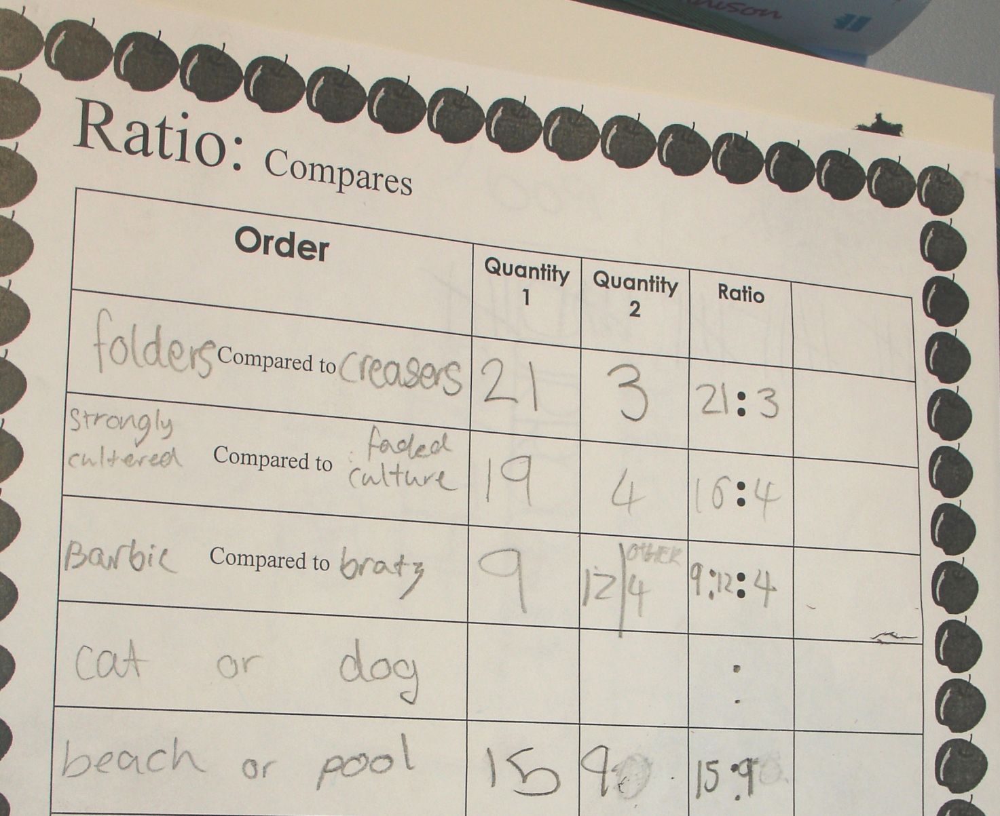 Ratio: Compares
Order Quantity 1 Quantity 2 Ratio
folders Compared to creasers 21 3 21:3
strongly cultered Compared to faded culture 19 4 16:4
Barbie Compared to bratz 9 12 | OTHER 4 9:12:4
cat or dog :
beach or pool 15 9 15:9